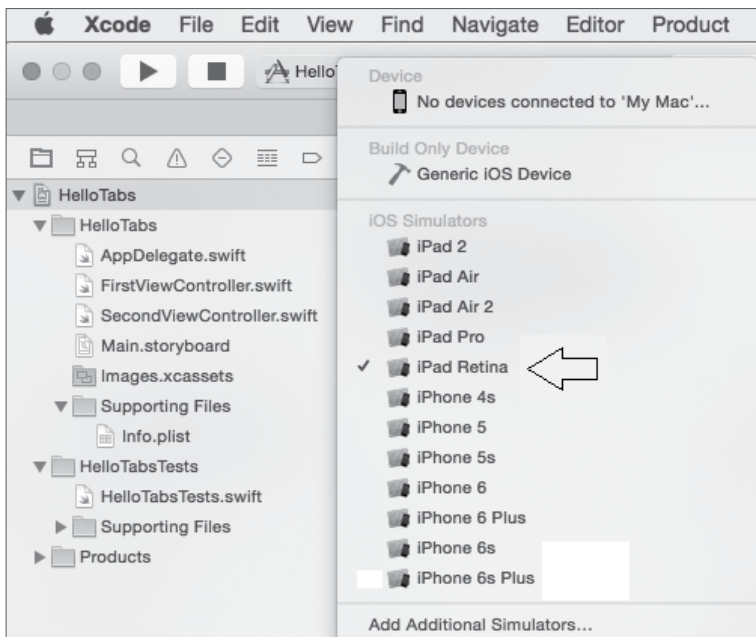 Xcode File Edit View Find Navigate Editor Product
Hello
Device
No devices connected to 'My Mac'...
Build Only Device
Generic iOS Device
iOS Simulators
iPad 2
iPad Air
iPad Air 2
iPad Pro
iPad Retina
iPhone 4s
iPhone 5
iPhone 5s
iPhone 6
iPhone 6 Plus
iPhone 6s
iPhone 6s Plus
Add Additional Simulators...
HelloTabs
HelloTabs
AppDelegate.swift
FirstViewController.swift
SecondViewController.swift
Main.storyboard
Images.xcassets
Supporting Files
Info.plist
HelloTabsTests
HelloTabsTests.swift
Supporting Files
Products